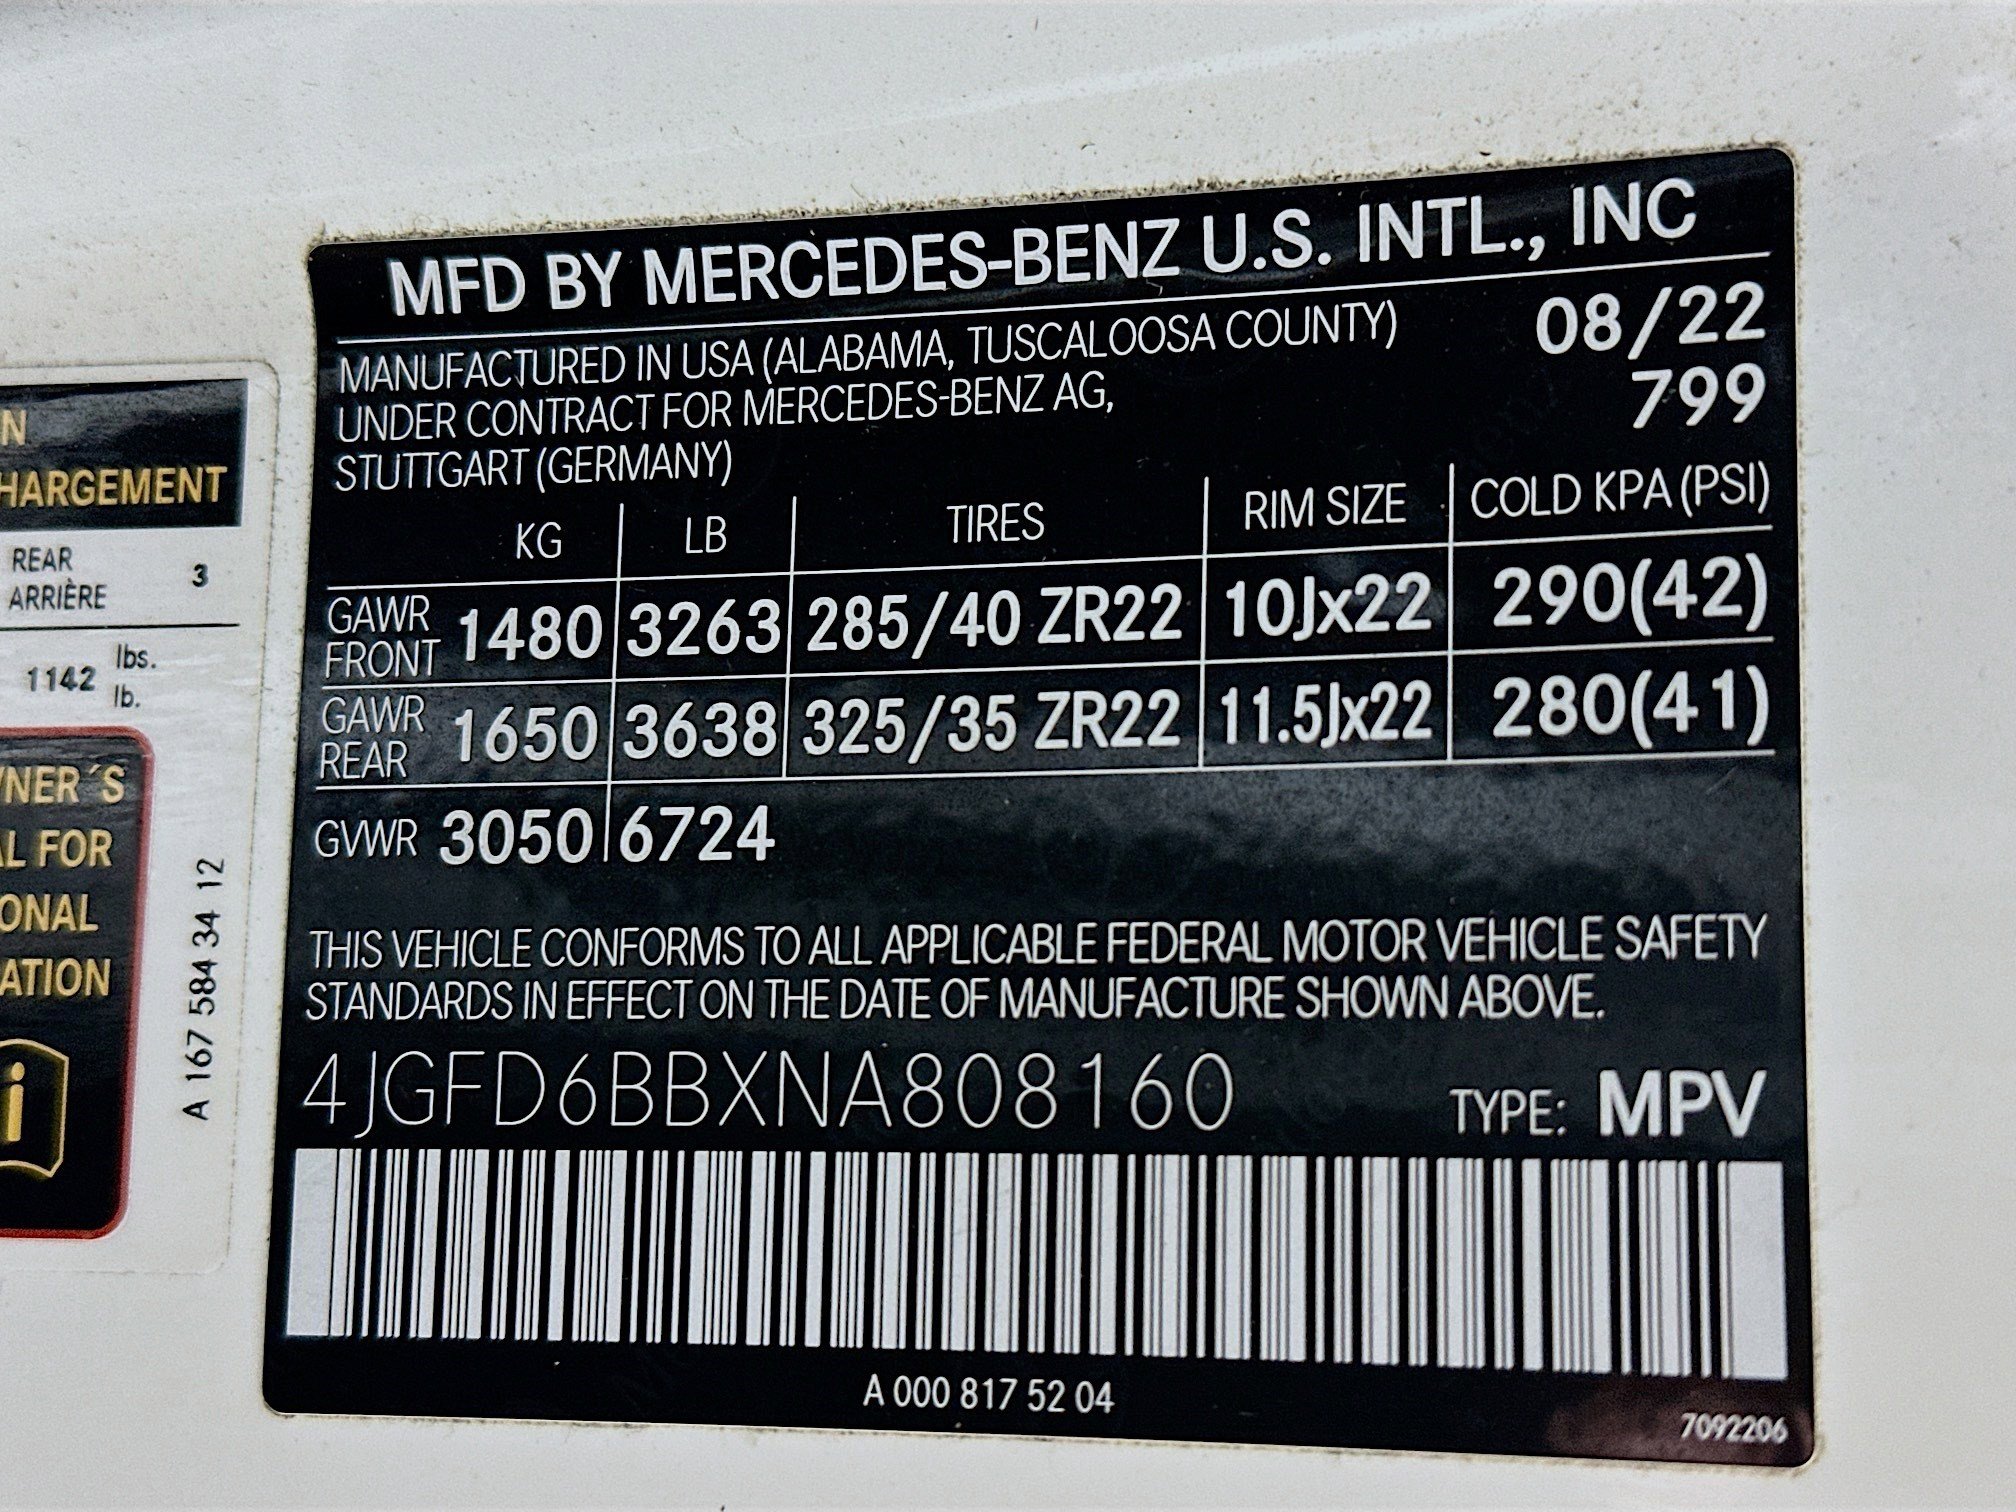 MFD BY MERCEDES-BENZ U.S. INTL., INC
MANUFACTURED IN USA (ALABAMA, TUSCALOOSA COUNTY) 08/22
UNDER CONTRACT FOR MERCEDES-BENZ AG, 799
STUTTGART (GERMANY)
KG LB TIRES RIM SIZE COLD KPA (PSI)
GAWR FRONT 1480 3263 285/40 ZR22 10Jx22 290(42)
GAWR REAR 1650 3638 325/35 ZR22 11.5Jx22 280(41)
GVWR 3050 6724
THIS VEHICLE CONFORMS TO ALL APPLICABLE FEDERAL MOTOR VEHICLE SAFETY
STANDARDS IN EFFECT ON THE DATE OF MANUFACTURE SHOWN ABOVE.
4JGFD6BBXNA808160 TYPE: MPV
A 000 817 52 04
7092206
N
HARGEMENT
REAR
ARRIÈRE 3
1142 lbs.
lb.
NER´S
L FOR
ONAL
ATION
i
A 167 584 34 12